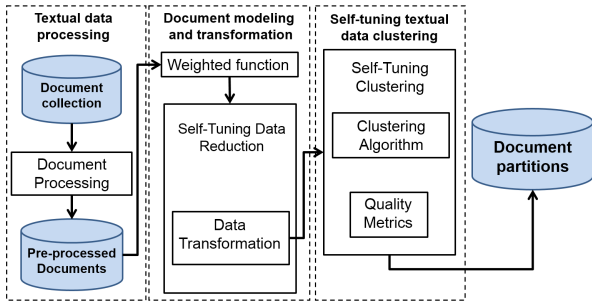 Textual data
processing
Document
collection
Document
Processing
Pre-processed
Documents
Document modeling
and transformation
Weighted function
Self-Tuning Data
Reduction
Data
Transformation
Self-tuning textual
data clustering
Self-Tuning
Clustering
Clustering
Algorithm
Quality
Metrics
Document
partitions